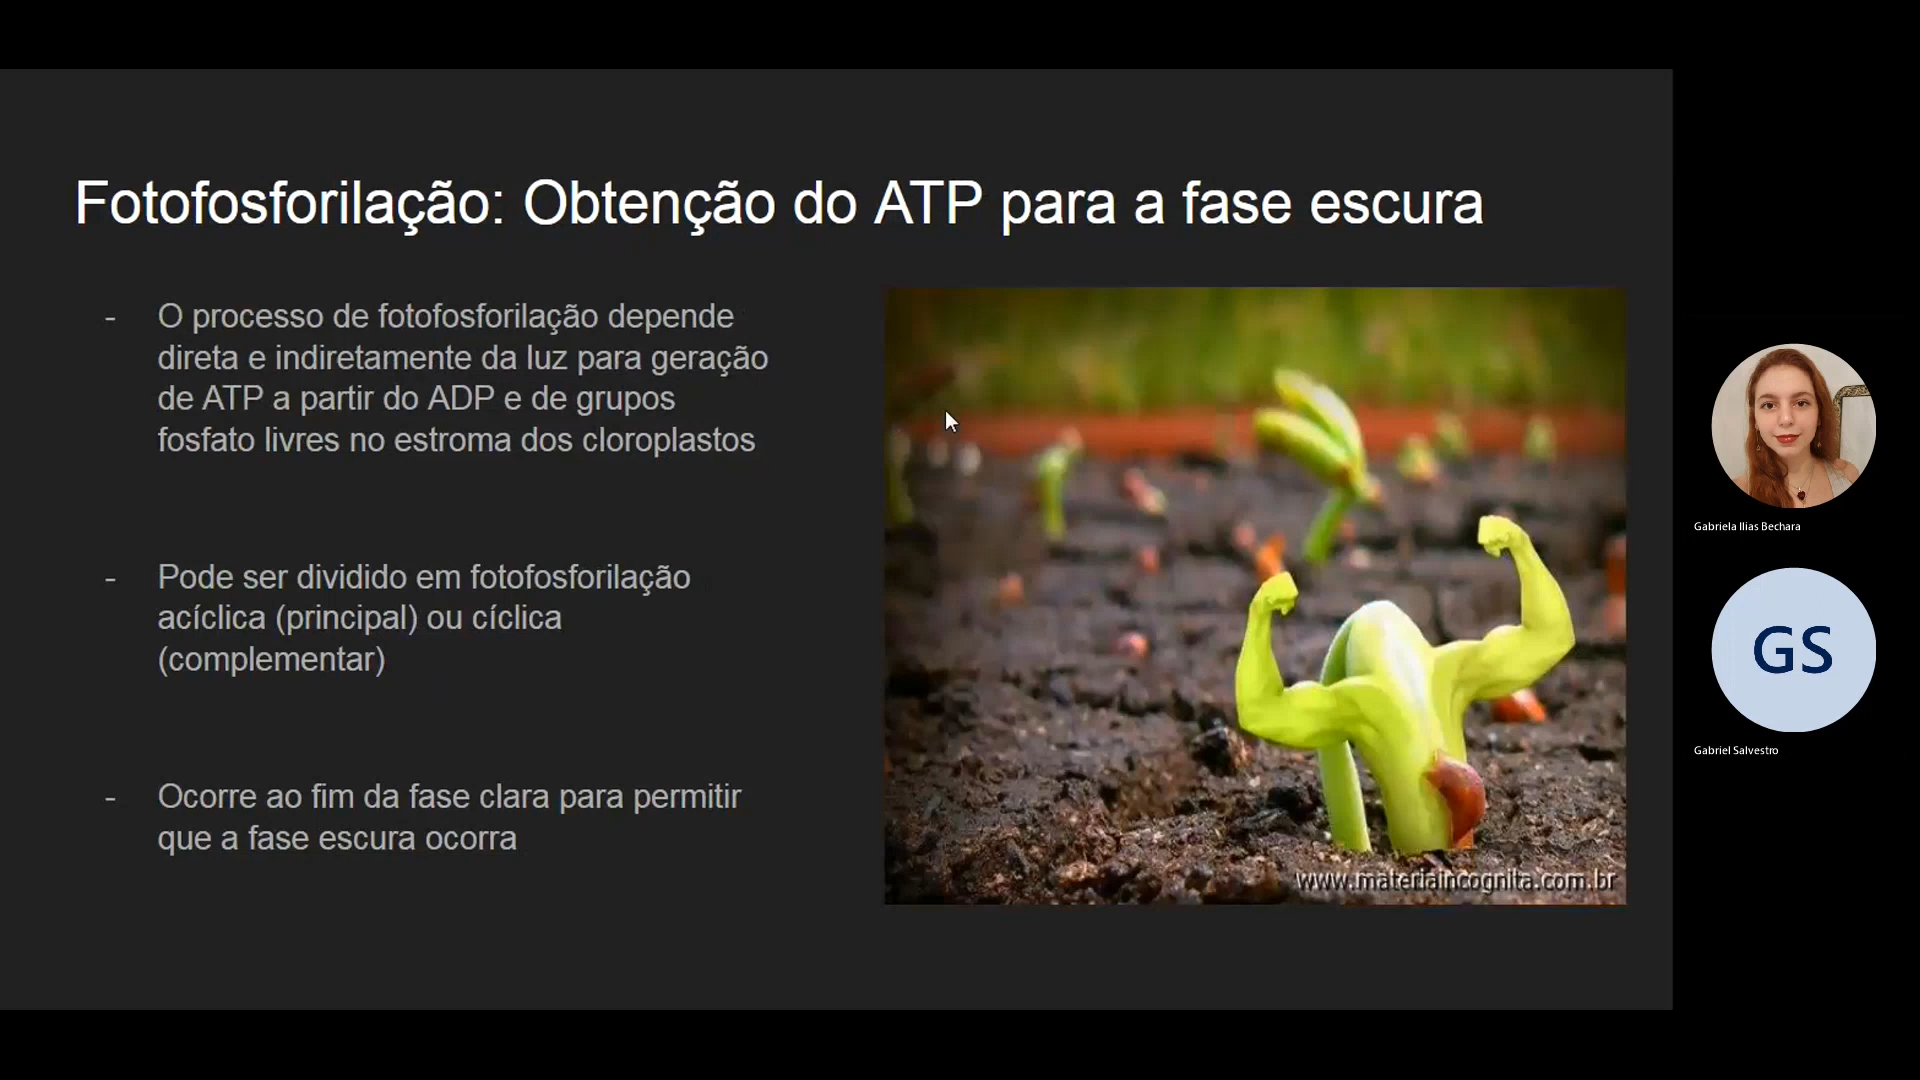 Fotofosforilação: Obtenção do ATP para a fase escura
- O processo de fotofosforilação depende
direta e indiretamente da luz para geração
de ATP a partir do ADP e de grupos
fosfato livres no estroma dos cloroplastos
- Pode ser dividido em fotofosforilação
acíclica (principal) ou cíclica
(complementar)
- Ocorre ao fim da fase clara para permitir
que a fase escura ocorra
www.materiaincognita.com.br
Gabriela Ilias Bechara
GS
Gabriel Salvestro